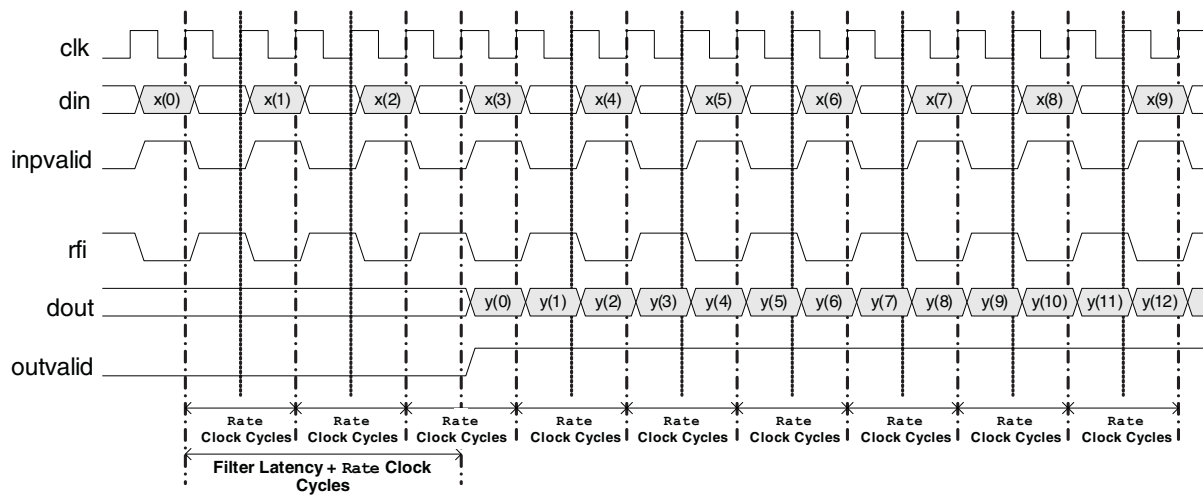 clk
din x(0) x(1) x(2) x(3) x(4) x(5) x(6) x(7) x(8) x(9)
inpvalid
rfi
dout y(0) y(1) y(2) y(3) y(4) y(5) y(6) y(7) y(8) y(9) y(10) y(11) y(12)
outvalid
Rate Rate Rate Rate Rate Rate Rate Rate Rate
Clock Cycles Clock Cycles Clock Cycles Clock Cycles Clock Cycles Clock Cycles Clock Cycles Clock Cycles Clock Cycles
Filter Latency + Rate Clock
Cycles